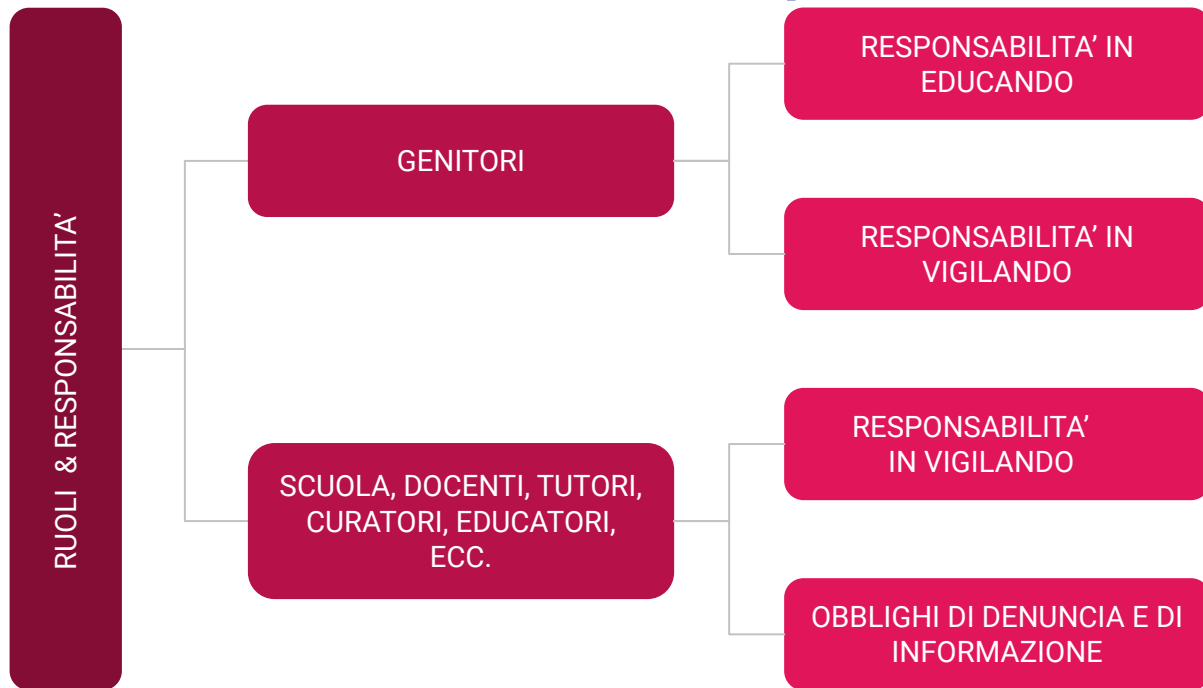 RUOLI & RESPONSABILITA’
GENITORI
RESPONSABILITA’ IN
EDUCANDO
RESPONSABILITA’ IN
VIGILANDO
SCUOLA, DOCENTI, TUTORI,
CURATORI, EDUCATORI,
ECC.
RESPONSABILITA’
IN VIGILANDO
OBBLIGHI DI DENUNCIA E DI
INFORMAZIONE